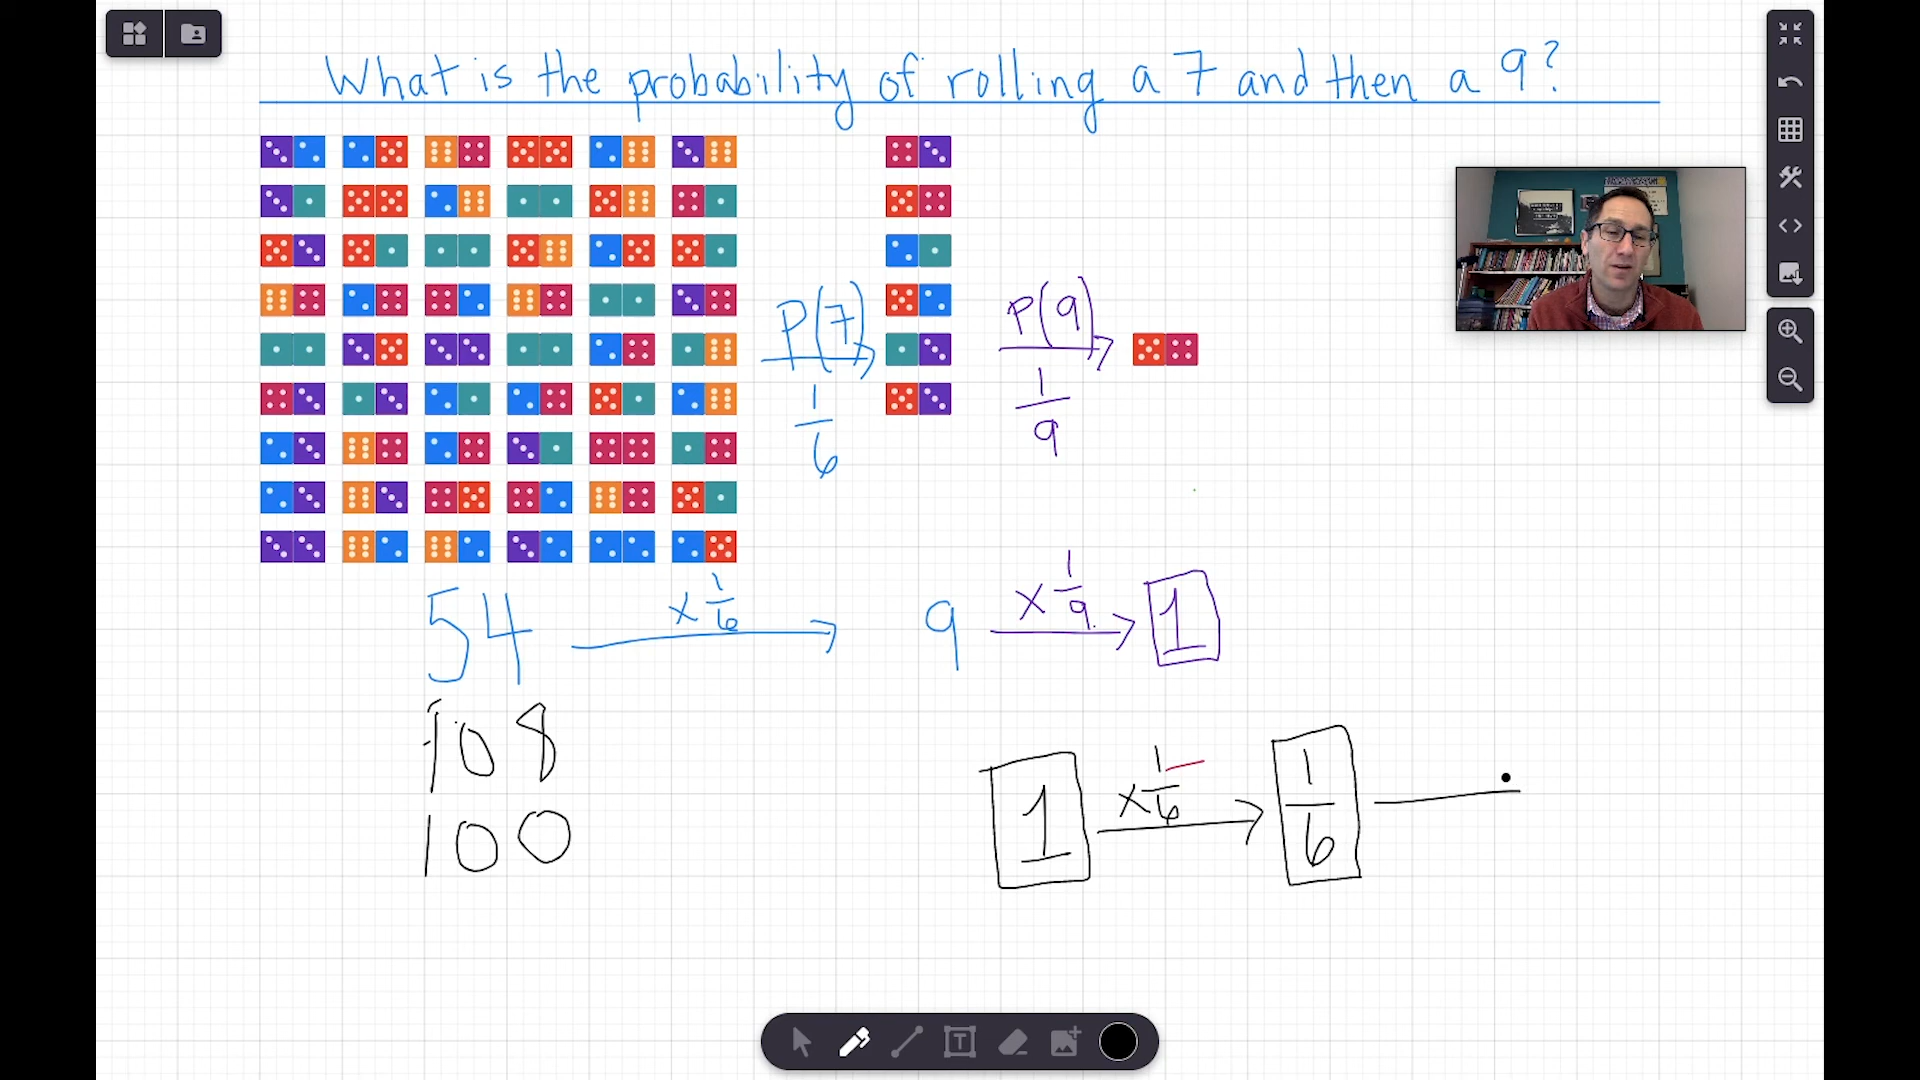 What is the probability of rolling a 7 and then a 9?
P(7)
1/6
P(9)
1/9
54 x 1/6 9 x 1/9 1
108
100
1 x 1/6 1/6
T